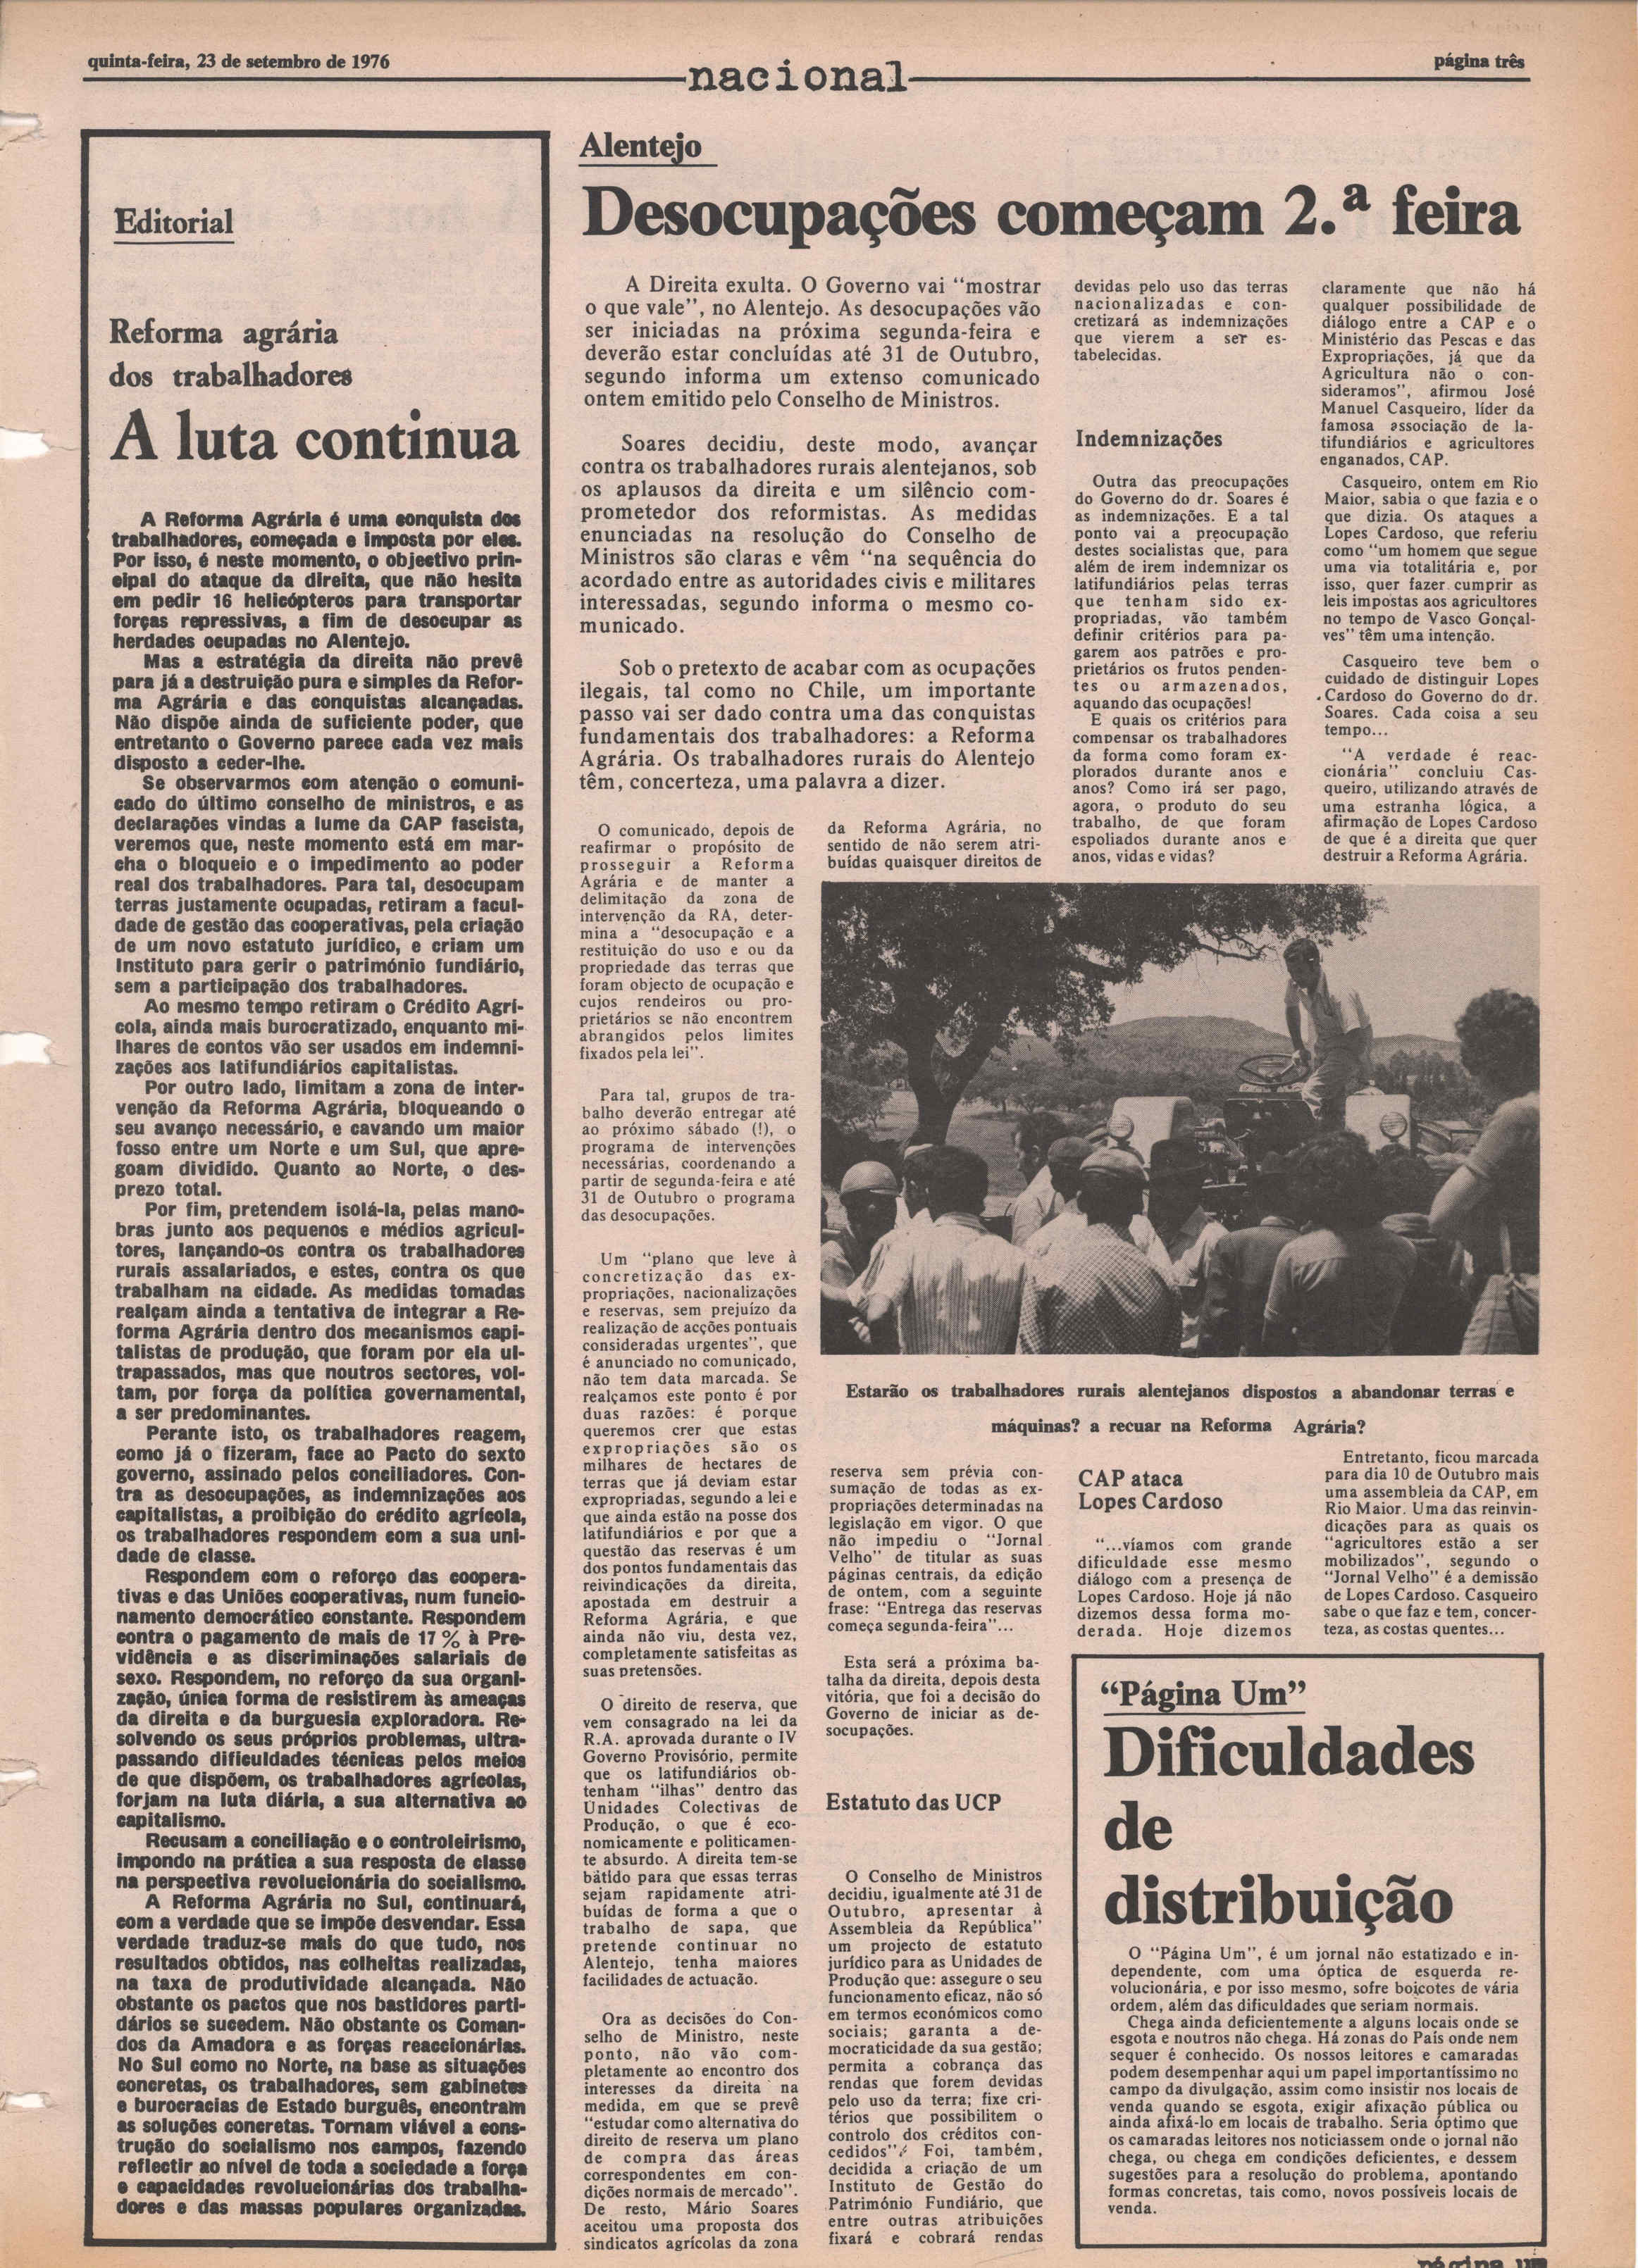 quinta-feira, 23 de setembro de 1976
nacional
página três
Editorial
Reforma agrária
dos trabalhadores
A luta continua
A Reforma Agrária é uma conquista dos
trabalhadores, começada e imposta por eles.
Por isso, é neste momento, o objectivo prin-
cipal do ataque da direita, que não hesita
em pedir 16 helicópteros para transportar
forças repressivas, a fim de desocupar as
herdades ocupadas no Alentejo.
Mas a estratégia da direita não prevê
para já a destruição pura e simples da Refor-
ma Agrária e das conquistas alcançadas.
Não dispõe ainda de suficiente poder, que
entretanto o Governo parece cada vez mais
disposto a ceder-lhe.
Se observarmos com atenção o comuni-
cado do último conselho de ministros, e as
declarações vindas a lume da CAP fascista,
veremos que, neste momento está em mar-
cha o bloqueio e o impedimento ao poder
real dos trabalhadores. Para tal, desocupam
terras justamente ocupadas, retiram a facul-
dade de gestão das cooperativas, pela criação
de um novo estatuto jurídico, e criam um
Instituto para gerir o património fundiário,
sem a participação dos trabalhadores.
Ao mesmo tempo retiram o Crédito Agrí-
cola, ainda mais burocratizado, enquanto mi-
lhares de contos vão ser usados em indemni-
zações aos latifundiários capitalistas.
Por outro lado, limitam a zona de inter-
venção da Reforma Agrária, bloqueando o
seu avanço necessário, e cavando um maior
fosso entre um Norte e um Sul, que apre-
goam dividido. Quanto ao Norte, o des-
prezo total.
Por fim, pretendem isolá-la, pelas mano-
bras junto aos pequenos e médios agricul-
tores, lançando-os contra os trabalhadores
rurais assalariados, e estes, contra os que
trabalham na cidade. As medidas tomadas
realçam ainda a tentativa de integrar a Re-
forma Agrária dentro dos mecanismos capi-
talistas de produção, que foram por ela ul-
trapassados, mas que noutros sectores, vol-
tam, por força da política governamental,
a ser predominantes.
Perante isto, os trabalhadores reagem,
como já o fizeram, face ao Pacto do sexto
governo, assinado pelos conciliadores. Con-
tra as desocupações, as indemnizações aos
capitalistas, a proibição do crédito agrícola,
os trabalhadores respondem com a sua uni-
dade de classe.
Respondem com o reforço das coopera-
tivas e das Uniões cooperativas, num funcio-
namento democrático constante. Respondem
contra o pagamento de mais de 17 % à Pre-
vidência e as discriminações salariais de
sexo. Respondem, no reforço da sua organi-
zação, única forma de resistirem às ameaças
da direita e da burguesia exploradora. Re-
solvendo os seus próprios problemas, ultra-
passando dificuldades técnicas pelos meios
de que dispõem, os trabalhadores agrícolas,
forjam na luta diária, a sua alternativa ao
capitalismo.
Recusam a conciliação e o controleirismo,
impondo na prática a sua resposta de classe
na perspectiva revolucionária do socialismo.
A Reforma Agrária no Sul, continuará,
com a verdade que se impõe desvendar. Essa
verdade traduz-se mais do que tudo, nos
resultados obtidos, nas colheitas realizadas,
na taxa de produtividade alcançada. Não
obstante os pactos que nos bastidores parti-
dários se sucedem. Não obstante os Coman-
dos da Amadora e as forças reaccionárias.
No Sul como no Norte, na base as situações
concretas, os trabalhadores, sem gabinetes
e burocracias de Estado burguês, encontram
as soluções concretas. Tornam viável a cons-
trução do socialismo nos campos, fazendo
reflectir ao nível de toda a sociedade a força
e capacidades revolucionárias dos trabalha-
dores e das massas populares organizadas.
Alentejo
Desocupações começam 2.ª feira
A Direita exulta. O Governo vai "mostrar
o que vale", no Alentejo. As desocupações vão
ser iniciadas na próxima segunda-feira e
deverão estar concluídas até 31 de Outubro,
segundo informa um extenso comunicado
ontem emitido pelo Conselho de Ministros.
Soares decidiu, deste modo, avançar
contra os trabalhadores rurais alentejanos, sob
os aplausos da direita e um silêncio com-
prometedor dos reformistas. As medidas
enunciadas na resolução do Conselho de
Ministros são claras e vêm "na sequência do
acordado entre as autoridades civis e militares
interessadas, segundo informa o mesmo co-
municado.
Sob o pretexto de acabar com as ocupações
ilegais, tal como no Chile, um importante
passo vai ser dado contra uma das conquistas
fundamentais dos trabalhadores: a Reforma
Agrária. Os trabalhadores rurais do Alentejo
têm, concerteza, uma palavra a dizer.
O comunicado, depois de
reafirmar o propósito de
prosseguir a Reforma
Agrária e de manter a
delimitação da zona de
intervenção da RA, deter-
mina a "desocupação e a
restituição do uso e ou da
propriedade das terras que
foram objecto de ocupação e
cujos rendeiros ou pro-
prietários se não encontrem
abrangidos pelos limites
fixados pela lei".
Para tal, grupos de tra-
balho deverão entregar até
ao próximo sábado (!), o
programa de intervenções
necessárias, coordenando a
partir de segunda-feira e até
31 de Outubro o programa
das desocupações.
Um "plano que leve à
concretização das ex-
propriações, nacionalizações
e reservas, sem prejuízo da
realização de acções pontuais
consideradas urgentes", que
é anunciado no comunicado,
não tem data marcada. Se
realçamos este ponto é por
duas razões: é porque
queremos crer que estas
expropriações são os
milhares de hectares de
terras que já deviam estar
expropriadas, segundo a lei e
que ainda estão na posse dos
latifundiários e por que a
questão das reservas é um
dos pontos fundamentais das
reivindicações da direita,
apostada em destruir a
Reforma Agrária, e que
ainda não viu, desta vez,
completamente satisfeitas as
suas pretensões.
O direito de reserva, que
vem consagrado na lei da
R.A. aprovada durante o IV
Governo Provisório, permite
que os latifundiários ob-
tenham "ilhas" dentro das
Unidades Colectivas de
Produção, o que é eco-
nomicamente e politicamen-
te absurdo. A direita tem-se
batido para que essas terras
sejam rapidamente atri-
buídas de forma a que o
trabalho de sapa, que
pretende continuar no
Alentejo, tenha maiores
facilidades de actuação.
Ora as decisões do Con-
selho de Ministro, neste
ponto, não vão com-
pletamente ao encontro dos
interesses da direita na
medida, em que se prevê
"estudar como alternativa do
direito de reserva um plano
de compra das áreas
correspondentes em con-
dições normais de mercado".
De resto, Mário Soares
aceitou uma proposta dos
sindicatos agrícolas da zona
da Reforma Agrária, no
sentido de não serem atri-
buídas quaisquer direitos de
reserva sem prévia con-
sumação de todas as ex-
propriações determinadas na
legislação em vigor. O que
não impediu o "Jornal
Velho" de titular as suas
páginas centrais, da edição
de ontem, com a seguinte
frase: "Entrega das reservas
começa segunda-feira"...
Esta será a próxima ba-
talha da direita, depois desta
vitória, que foi a decisão do
Governo de iniciar as de-
socupações.
Estatuto das UCP
O Conselho de Ministros
decidiu, igualmente até 31 de
Outubro, apresentar à
Assembleia da República"
um projecto de estatuto
jurídico para as Unidades de
Produção que: assegure o seu
funcionamento eficaz, não só
em termos económicos como
sociais; garanta a de-
mocraticidade da sua gestão;
permita a cobrança das
rendas que forem devidas
pelo uso da terra; fixe cri-
térios que possibilitem o
controlo dos créditos con-
cedidos". Foi, também,
decidida a criação de um
Instituto de Gestão do
Património Fundiário, que
entre outras atribuições
fixará e cobrará rendas
devidas pelo uso das terras
nacionalizadas e con-
cretizará as indemnizações
que vierem a ser es-
tabelecidas.
Indemnizações
Outra das preocupações
do Governo do dr. Soares é
as indemnizações. E a tal
ponto vai a preocupação
destes socialistas que, para
além de irem indemnizar os
latifundiários pelas terras
que tenham sido ex-
propriadas, vão também
definir critérios para pa-
garem aos patrões e pro-
prietários os frutos penden-
tes ou armazenados,
aquando das ocupações!
E quais os critérios para
compensar os trabalhadores
da forma como foram ex-
plorados durante anos e
anos? Como irá ser pago,
agora, o produto do seu
trabalho, de que foram
espoliados durante anos e
anos, vidas e vidas?
Estarão os trabalhadores rurais alentejanos dispostos a abandonar terras e
máquinas? a recuar na Reforma Agrária?
CAP ataca
Lopes Cardoso
"...víamos com grande
dificuldade esse mesmo
diálogo com a presença de
Lopes Cardoso. Hoje já não
dizemos dessa forma mo-
derada. Hoje dizemos
claramente que não há
qualquer possibilidade de
diálogo entre a CAP e o
Ministério das Pescas e das
Expropriações, já que da
Agricultura não o con-
sideramos", afirmou José
Manuel Casqueiro, líder da
famosa associação de la-
tifundiários e agricultores
enganados, CAP.
Casqueiro, ontem em Rio
Maior, sabia o que fazia e o
que dizia. Os ataques a
Lopes Cardoso, que referiu
como "um homem que segue
uma via totalitária e, por
isso, quer fazer cumprir as
leis impostas aos agricultores
no tempo de Vasco Gonçal-
ves" têm uma intenção.
Casqueiro teve bem o
cuidado de distinguir Lopes
Cardoso do Governo do dr.
Soares. Cada coisa a seu
tempo...
"A verdade é reac-
cionária" concluiu Cas-
queiro, utilizando através de
uma estranha lógica, a
afirmação de Lopes Cardoso
de que é a direita que quer
destruir a Reforma Agrária.
Entretanto, ficou marcada
para dia 10 de Outubro mais
uma assembleia da CAP, em
Rio Maior. Uma das reinvin-
dicações para as quais os
"agricultores estão a ser
mobilizados", segundo o
"Jornal Velho" é a demissão
de Lopes Cardoso. Casqueiro
sabe o que faz e tem, concer-
teza, as costas quentes...
"Página Um"
Dificuldades
de
distribuição
O "Página Um", é um jornal não estatizado e in-
dependente, com uma óptica de esquerda re-
volucionária, e por isso mesmo, sofre boicotes de vária
ordem, além das dificuldades que seriam normais.
Chega ainda deficientemente a alguns locais onde se
esgota e noutros não chega. Há zonas do País onde nem
sequer é conhecido. Os nossos leitores e camaradas
podem desempenhar aqui um papel importantíssimo no
campo da divulgação, assim como insistir nos locais de
venda quando se esgota, exigir afixação pública ou
ainda afixá-lo em locais de trabalho. Seria óptimo que
os camaradas leitores nos noticiassem onde o jornal não
chega, ou chega em condições deficientes, e dessem
sugestões para a resolução do problema, apontando
formas concretas, tais como, novos possíveis locais de
venda.
página um